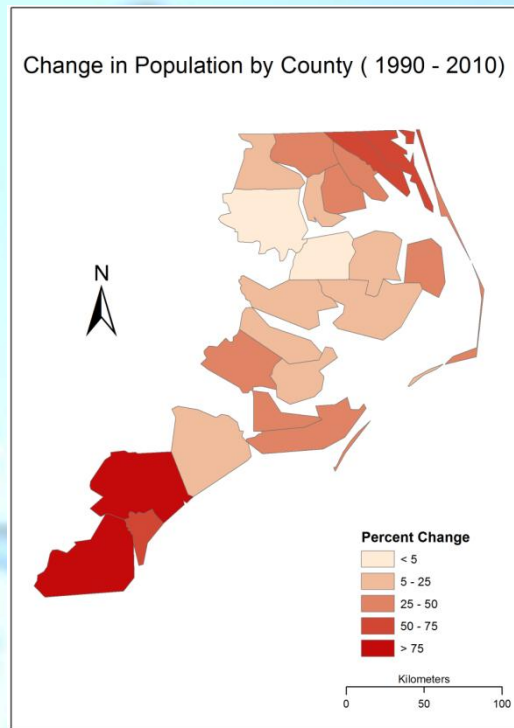 Change in Population by County ( 1990 - 2010)
N
Percent Change
< 5
5 - 25
25 - 50
50 - 75
> 75
Kilometers
0 50 100